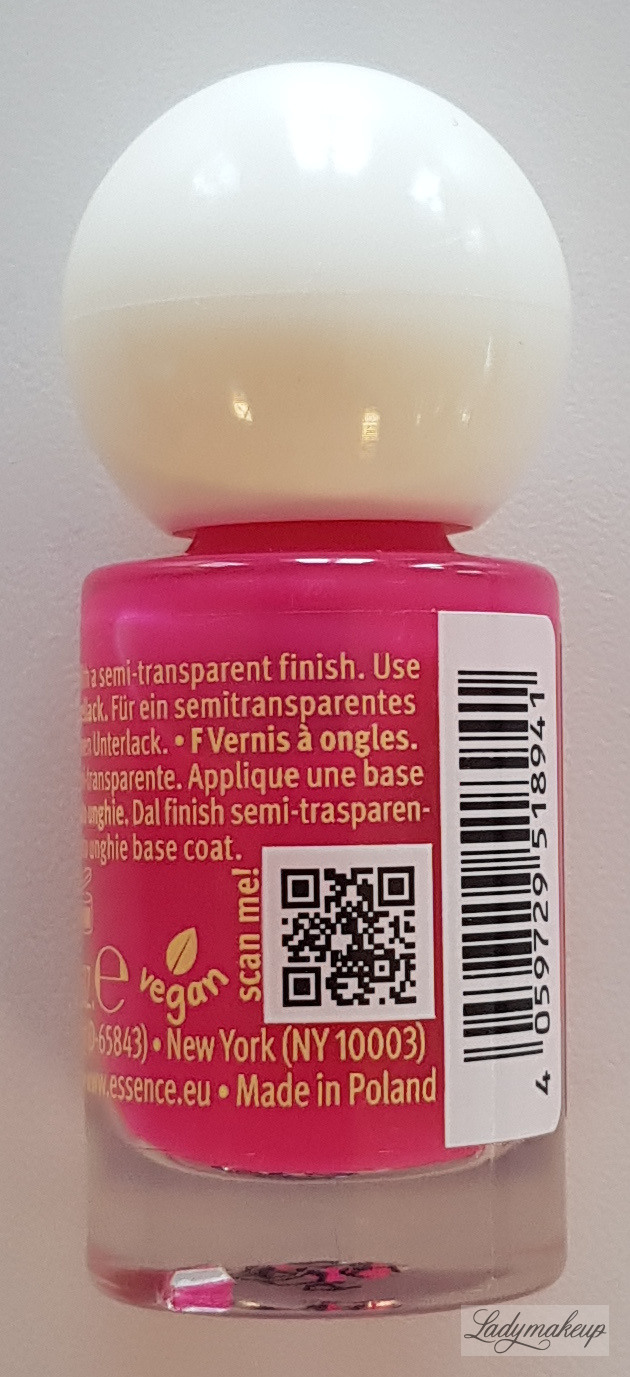 a semi-transparent finish. Use
lack. Für ein semitransparentes
en Unterlack. • F Vernis à ongles.
-transparente. Applique une base
unghie. Dal finish semi-trasparen-
unghie base coat.
scan me!
vegan
e
-65843) • New York (NY 10003)
www.essence.eu • Made in Poland
4 059729 518941
Ladymakeup